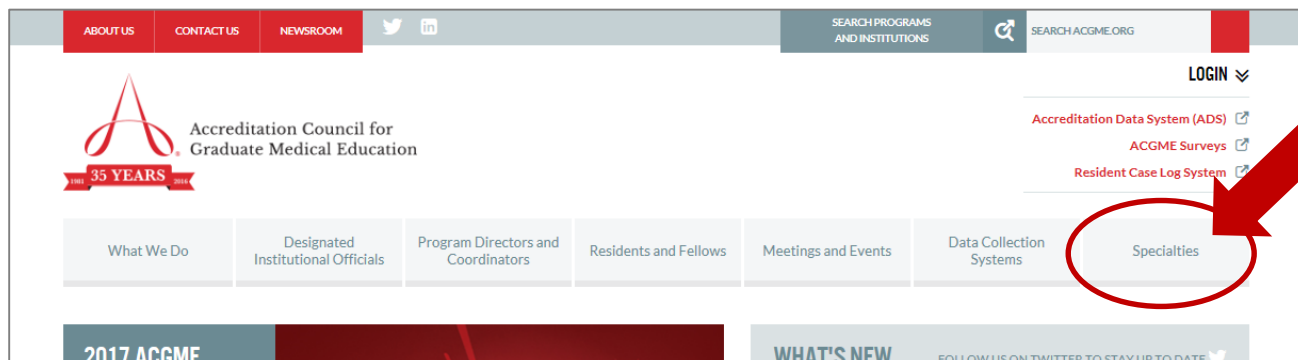 ABOUT US CONTACT US NEWSROOM
SEARCH PROGRAMS
AND INSTITUTIONS
SEARCH ACGME.ORG
LOGIN
Accreditation Council for
Graduate Medical Education
1981 35 YEARS 2016
Accreditation Data System (ADS)
ACGME Surveys
Resident Case Log System
What We Do
Designated
Institutional Officials
Program Directors and
Coordinators
Residents and Fellows
Meetings and Events
Data Collection
Systems
Specialties
2017 ACGME
WHAT'S NEW
FOLLOW US ON TWITTER TO STAY UP TO DATE